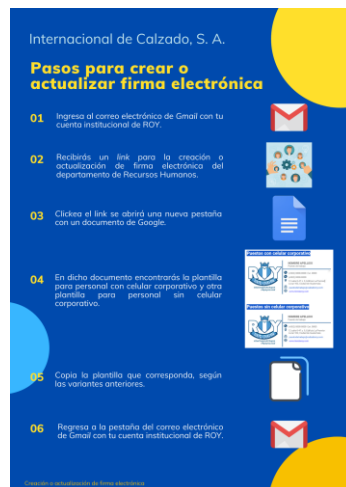 Internacional de Calzado, S. A.
Pasos para crear o
actualizar firma electrónica
01 Ingresa al correo electrónico de Gmail con tu
cuenta institucional de ROY.
02 Recibirás un link para la creación o
actualización de firma electrónica del
departamento de Recursos Humanos.
03 Clickea el link se abrirá una nueva pestaña
con un documento de Google.
Puestos con celular corporativo
ROY
04 En dicho documento encontrarás la plantilla
para personal con celular corporativo y otra
plantilla para personal sin celular
corporativo.
Puestos sin celular corporativo
ROY
05 Copia la plantilla que corresponda, según
las variantes anteriores.
06 Regresa a la pestaña del correo electrónico
de Gmail con tu cuenta institucional de ROY.
Creación o actualización de firma electrónica